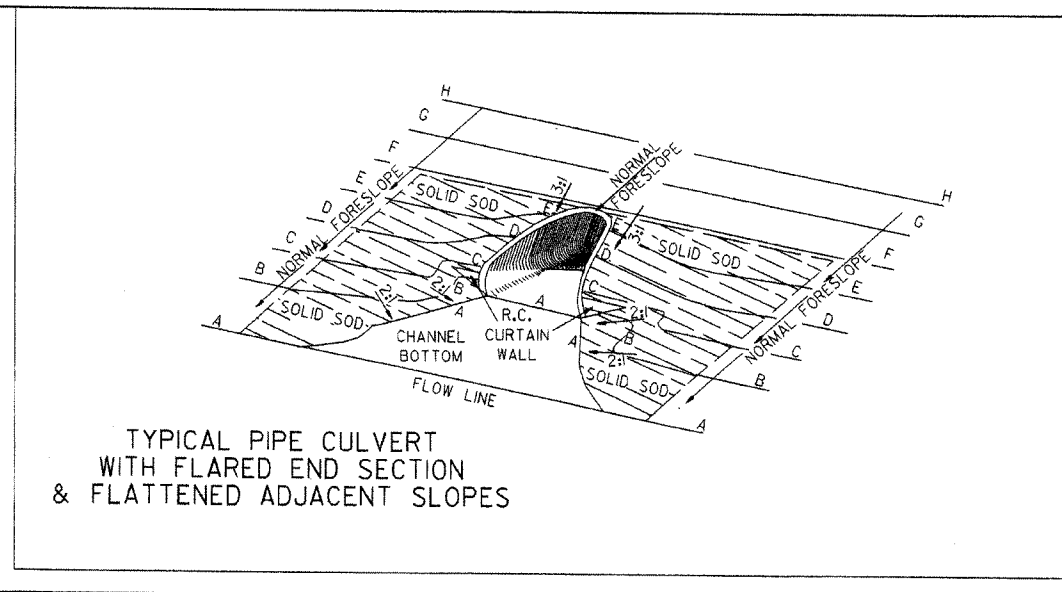 H
G
F
E
D
C
B
A
NORMAL FORESLOPE
SOLID SOD
SOLID SOD
2:1
2:1
3:1
NORMAL
FORESLOPE
3:1
E
D
C
B
A
E
D
C
A
B
A
R.C.
CURTAIN
WALL
CHANNEL
BOTTOM
FLOW LINE
2:1
2:1
SOLID SOD
SOLID SOD
NORMAL FORESLOPE
H
G
F
E
D
C
B
A
TYPICAL PIPE CULVERT
WITH FLARED END SECTION
& FLATTENED ADJACENT SLOPES